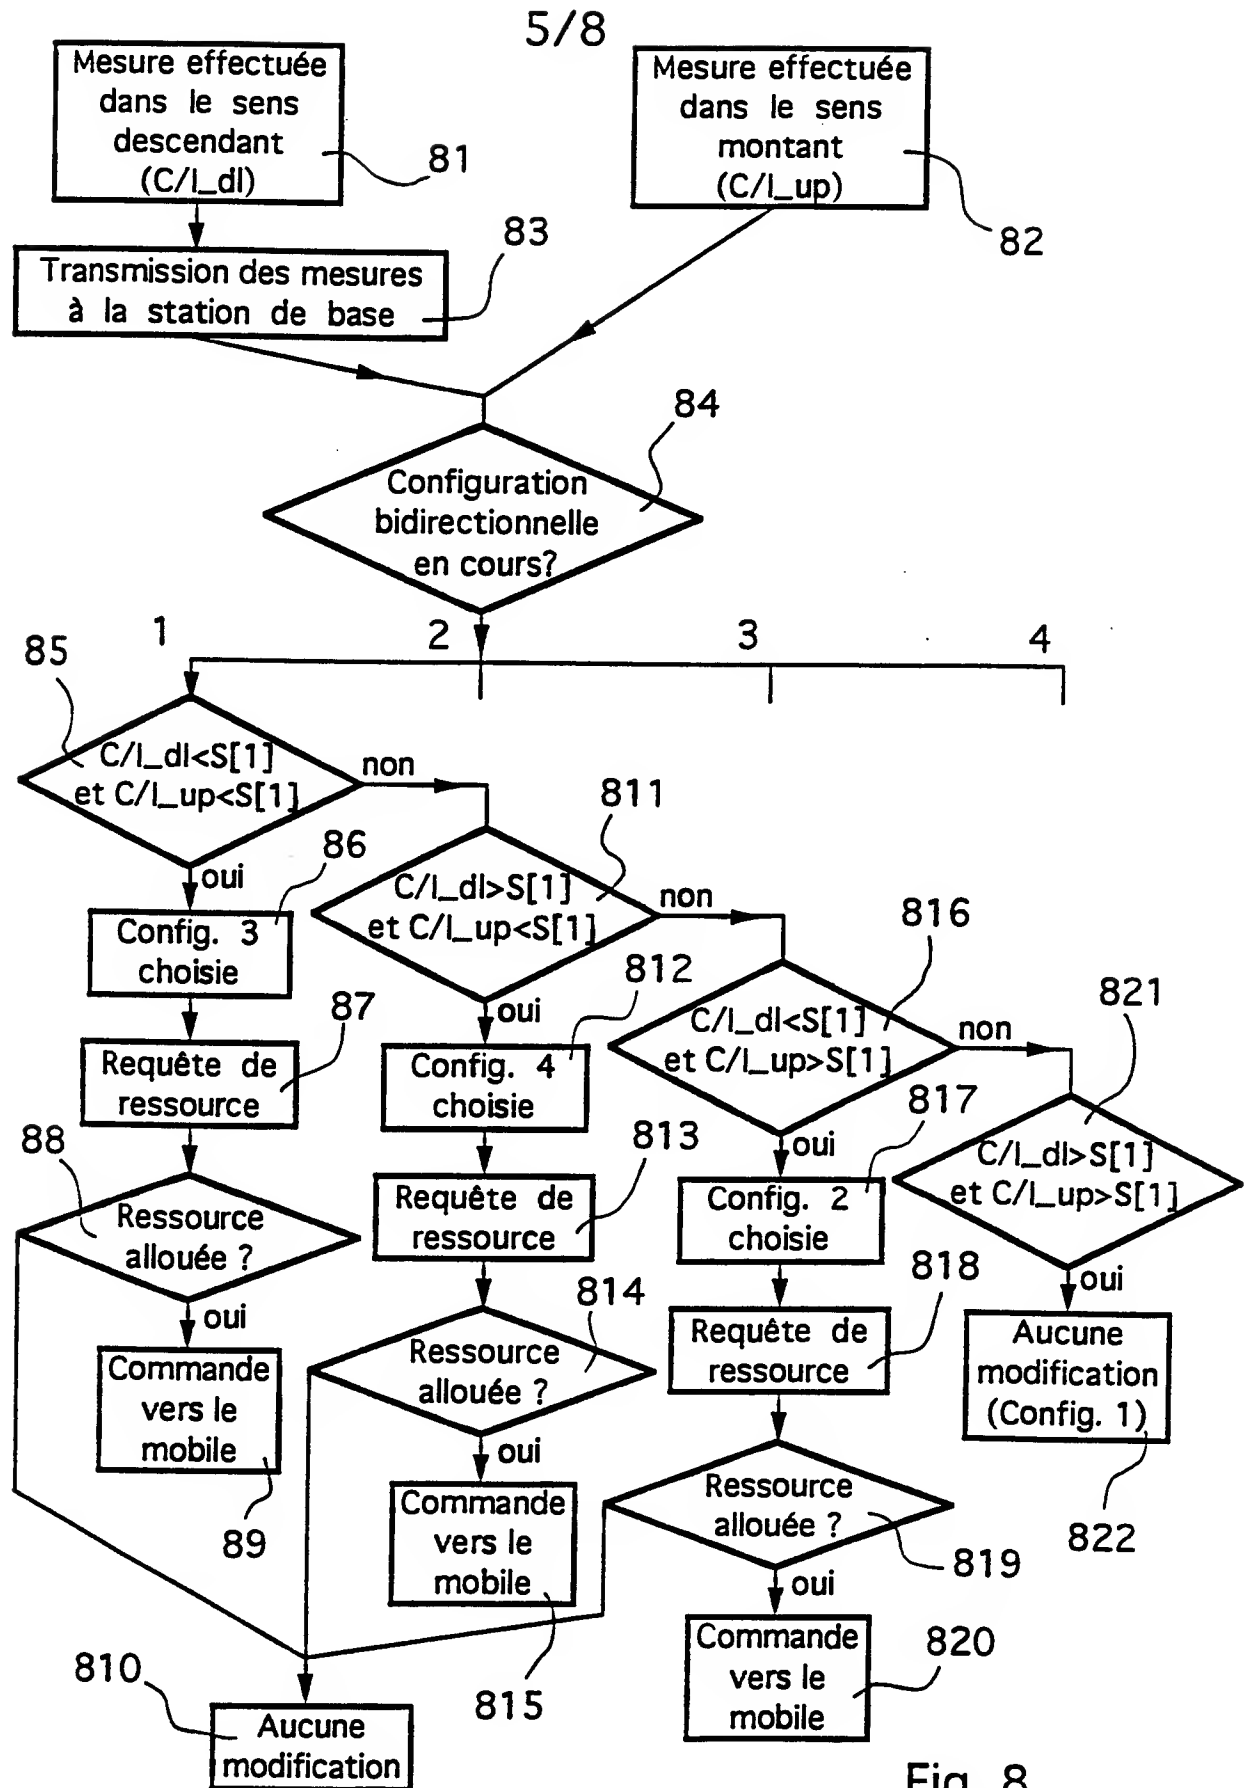 5/8
Mesure effectuée
dans le sens
descendant
(C/I_dl)
81
Mesure effectuée
dans le sens
montant
(C/I_up)
82
83
Transmission des mesures
à la station de base
84
Configuration
bidirectionnelle
en cours?
1
2
3
4
85
C/I_dl<S[1]
et C/I_up<S[1]
non
oui
811
C/I_dl>S[1]
et C/I_up<S[1]
non
oui
816
C/I_dl<S[1]
et C/I_up>S[1]
non
oui
821
C/I_dl>S[1]
et C/I_up>S[1]
oui
86
Config. 3
choisie
87
Requête de
ressource
88
Ressource
allouée ?
oui
Commande
vers le
mobile
89
812
Config. 4
choisie
813
Requête de
ressource
814
Ressource
allouée ?
oui
Commande
vers le
mobile
815
817
Config. 2
choisie
818
Requête de
ressource
Ressource
allouée ?
819
oui
Commande
vers le
mobile
820
Aucune
modification
(Config. 1)
822
810
Aucune
modification
Fig. 8